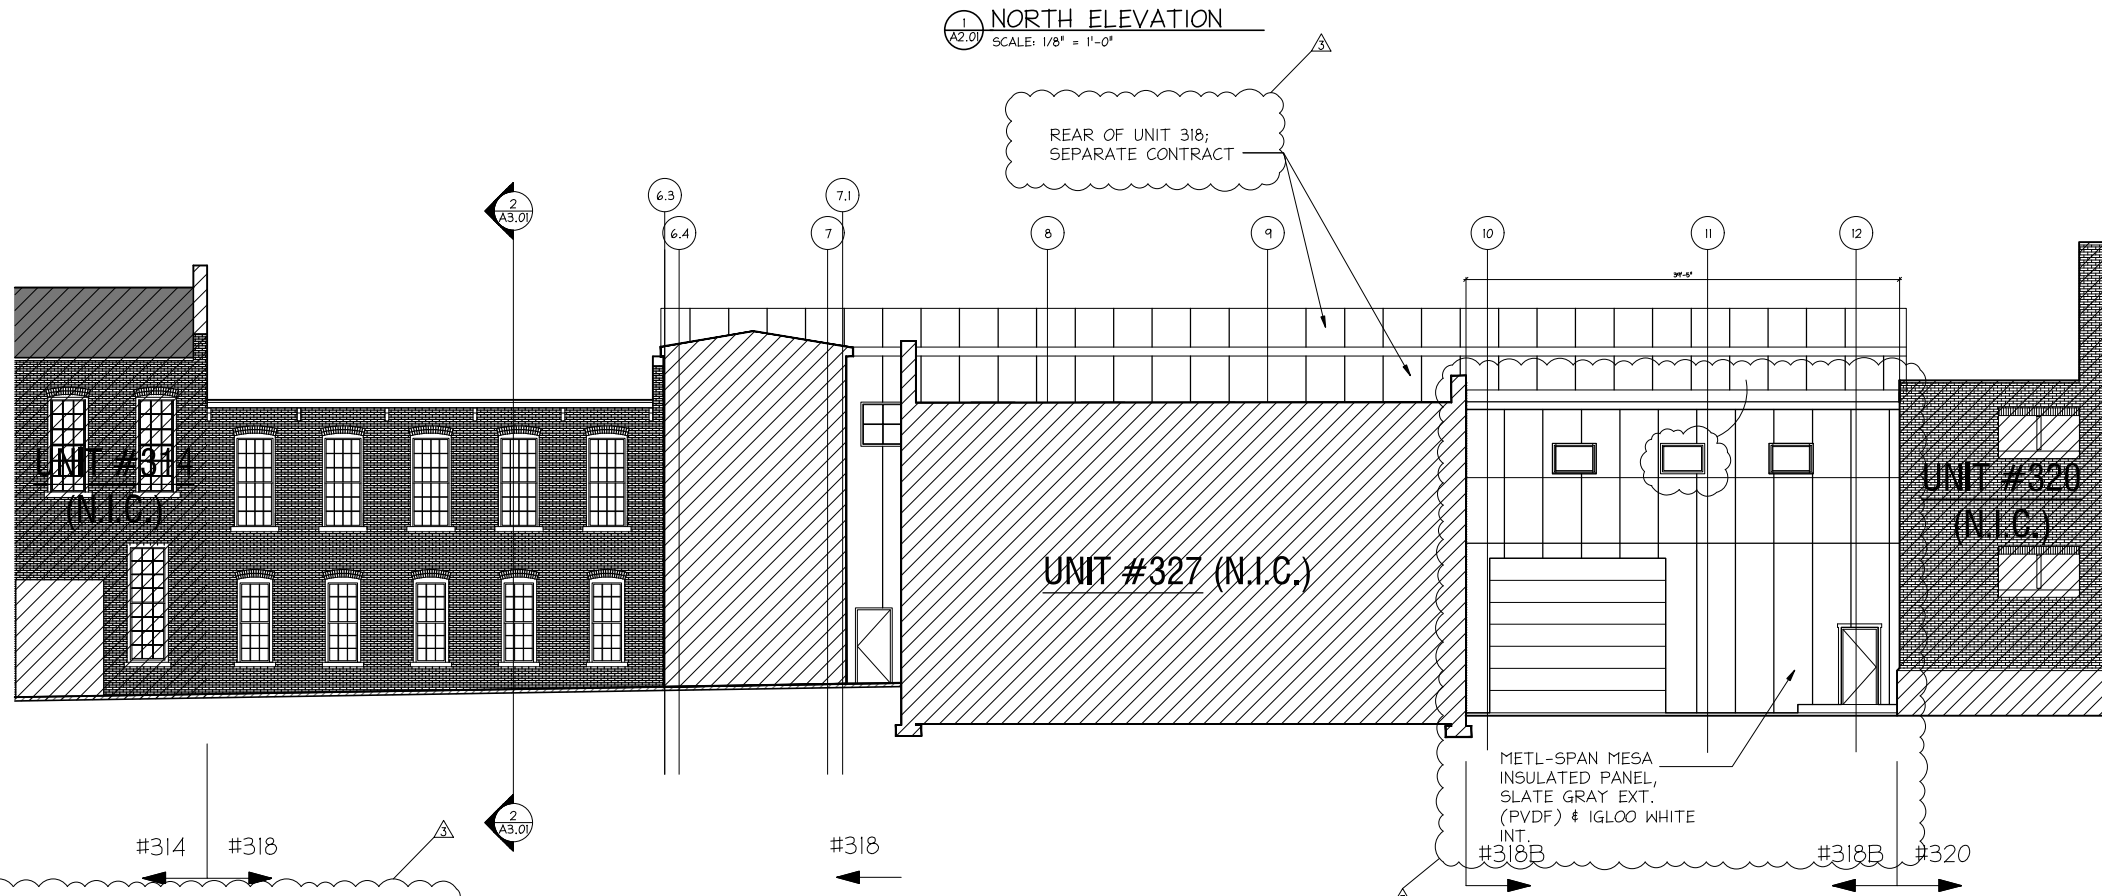 1
A2.01
NORTH ELEVATION
SCALE: 1/8" = 1'-0"
3
REAR OF UNIT 318;
SEPARATE CONTRACT
2
A3.01
6.3
7.1
6.4
7
8
9
10
11
12
UNIT #314
(N.I.C.)
UNIT #327 (N.I.C.)
UNIT #320
(N.I.C.)
METL-SPAN MESA
INSULATED PANEL,
SLATE GRAY EXT.
(PVDF) & IGLOO WHITE
INT.
2
A3.01
3
#314
#318
#318
#318B
#318B
#320